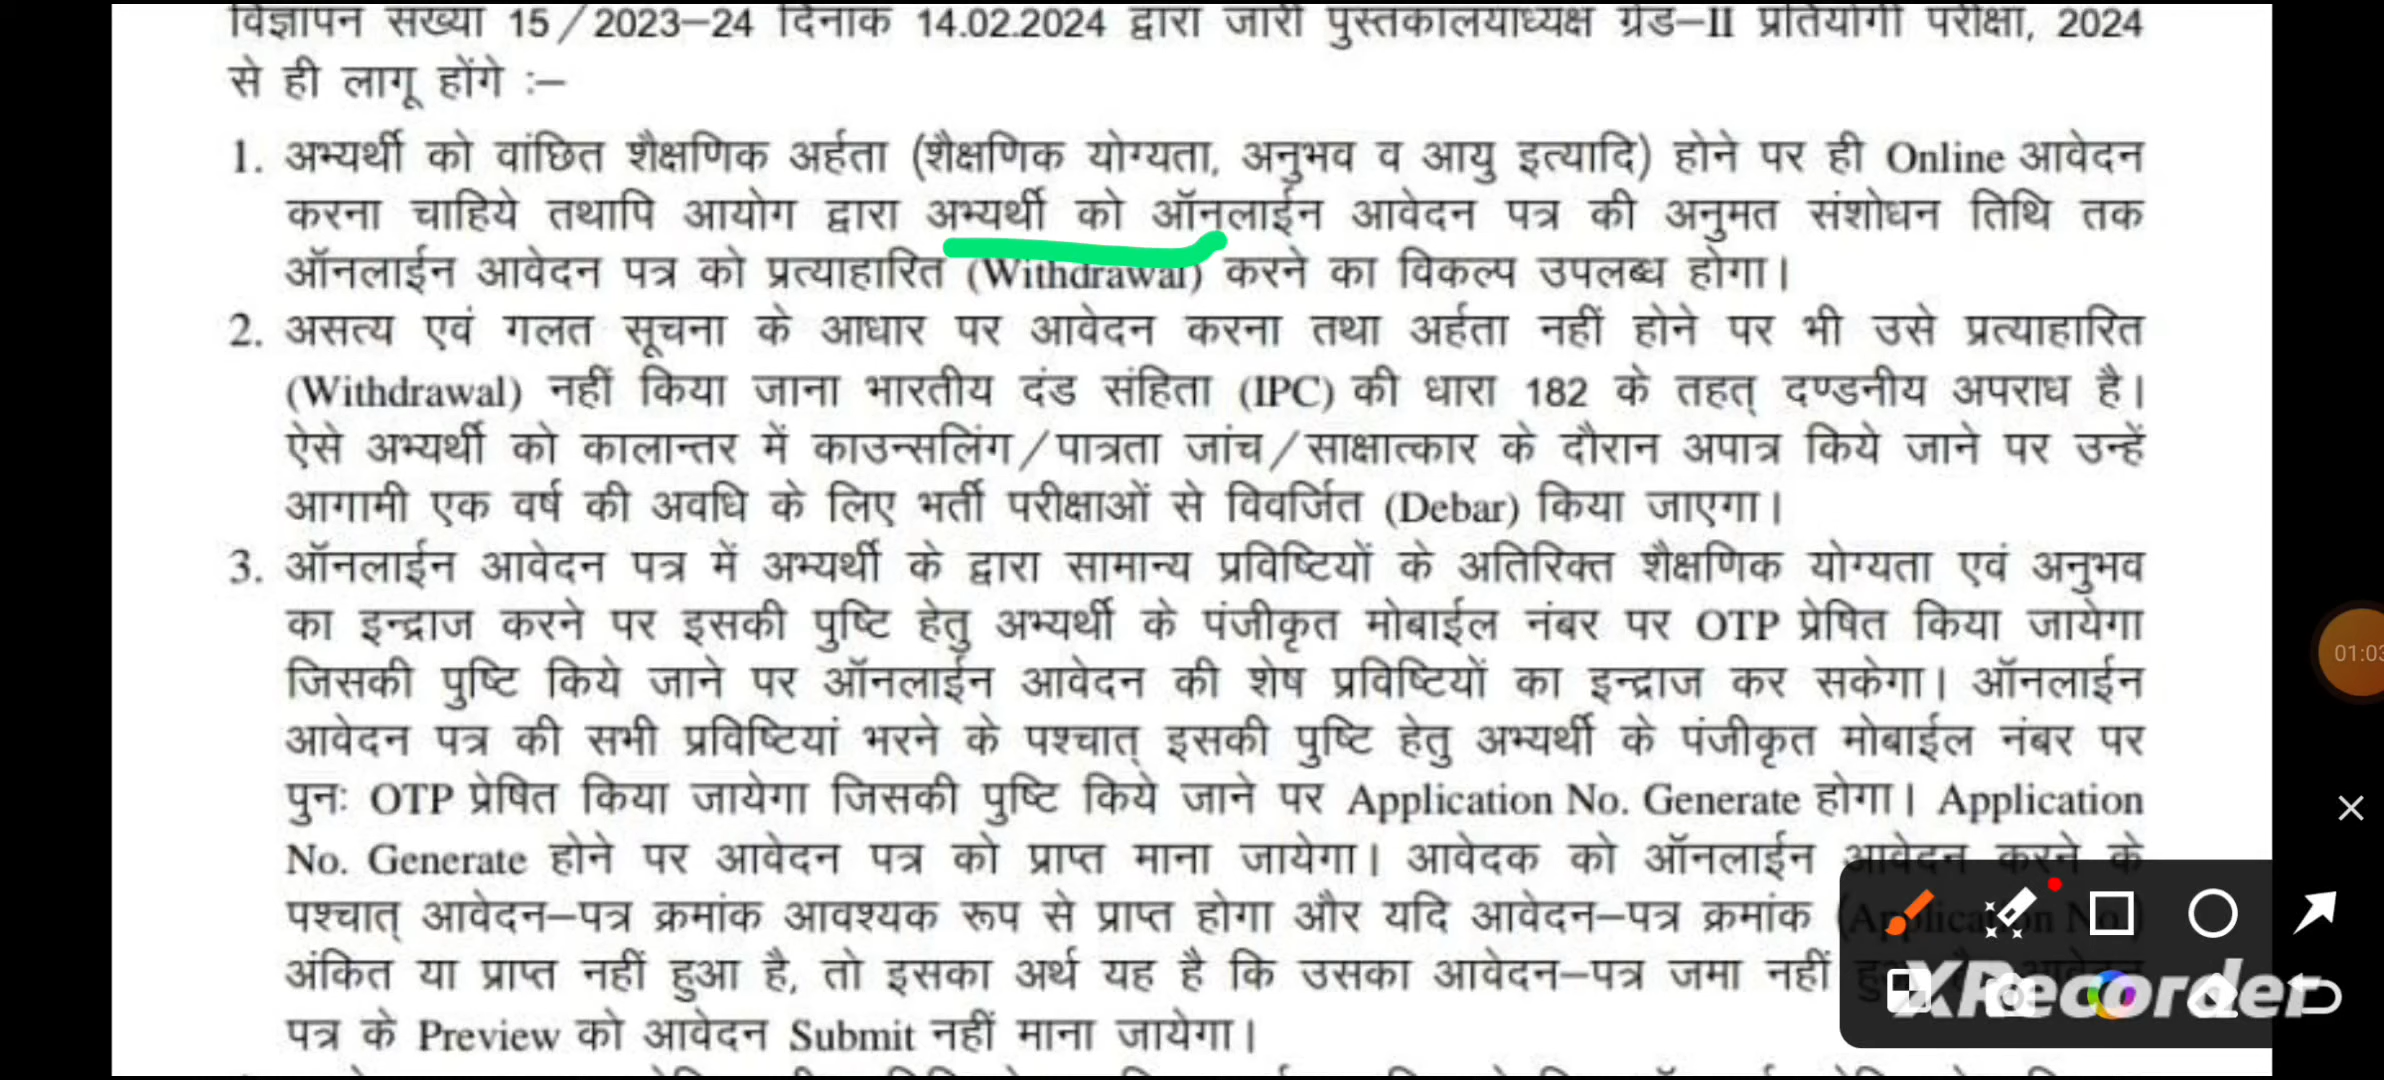 विज्ञापन संख्या 15/2023–24 दिनांक 14.02.2024 द्वारा जारी पुस्तकालयाध्यक्ष ग्रेड–II प्रतियोगी परीक्षा, 2024
से ही लागू होंगे :–
1. अभ्यर्थी को वांछित शैक्षणिक अर्हता (शैक्षणिक योग्यता, अनुभव व आयु इत्यादि) होने पर ही Online आवेदन
करना चाहिये तथापि आयोग द्वारा अभ्यर्थी को ऑनलाईन आवेदन पत्र की अनुमत संशोधन तिथि तक
ऑनलाईन आवेदन पत्र को प्रत्याहारित (Withdrawal) करने का विकल्प उपलब्ध होगा।
2. असत्य एवं गलत सूचना के आधार पर आवेदन करना तथा अर्हता नहीं होने पर भी उसे प्रत्याहारित
(Withdrawal) नहीं किया जाना भारतीय दंड संहिता (IPC) की धारा 182 के तहत् दण्डनीय अपराध है।
ऐसे अभ्यर्थी को कालान्तर में काउन्सलिंग/पात्रता जांच/साक्षात्कार के दौरान अपात्र किये जाने पर उन्हें
आगामी एक वर्ष की अवधि के लिए भर्ती परीक्षाओं से विवर्जित (Debar) किया जाएगा।
3. ऑनलाईन आवेदन पत्र में अभ्यर्थी के द्वारा सामान्य प्रविष्टियों के अतिरिक्त शैक्षणिक योग्यता एवं अनुभव
का इन्द्राज करने पर इसकी पुष्टि हेतु अभ्यर्थी के पंजीकृत मोबाईल नंबर पर OTP प्रेषित किया जायेगा
जिसकी पुष्टि किये जाने पर ऑनलाईन आवेदन की शेष प्रविष्टियों का इन्द्राज कर सकेगा। ऑनलाईन
आवेदन पत्र की सभी प्रविष्टियां भरने के पश्चात् इसकी पुष्टि हेतु अभ्यर्थी के पंजीकृत मोबाईल नंबर पर
पुनः OTP प्रेषित किया जायेगा जिसकी पुष्टि किये जाने पर Application No. Generate होगा। Application
No. Generate होने पर आवेदन पत्र को प्राप्त माना जायेगा। आवेदक को ऑनलाईन आवेदन करने के
पश्चात् आवेदन–पत्र क्रमांक आवश्यक रूप से प्राप्त होगा और यदि आवेदन–पत्र क्रमांक (Application No.)
अंकित या प्राप्त नहीं हुआ है, तो इसका अर्थ यह है कि उसका आवेदन–पत्र जमा नहीं
पत्र के Preview को आवेदन Submit नहीं माना जायेगा।
01:03
XRecorder